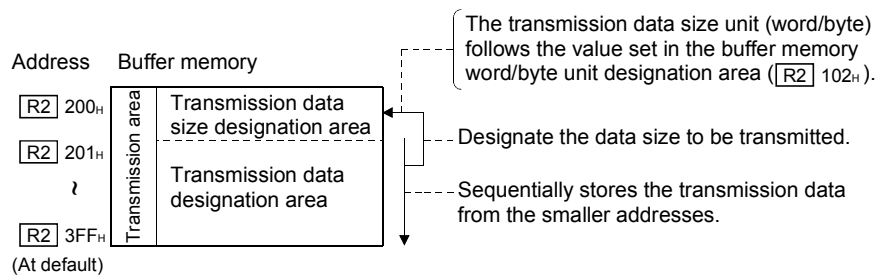 The transmission data size unit (word/byte)
follows the value set in the buffer memory
word/byte unit designation area ( R2 102H).
Address Buffer memory
R2 200H
Transmission area
Transmission data
size designation area
Designate the data size to be transmitted.
R2 201H
~
Transmission data
designation area
Sequentially stores the transmission data
from the smaller addresses.
R2 3FFH
(At default)